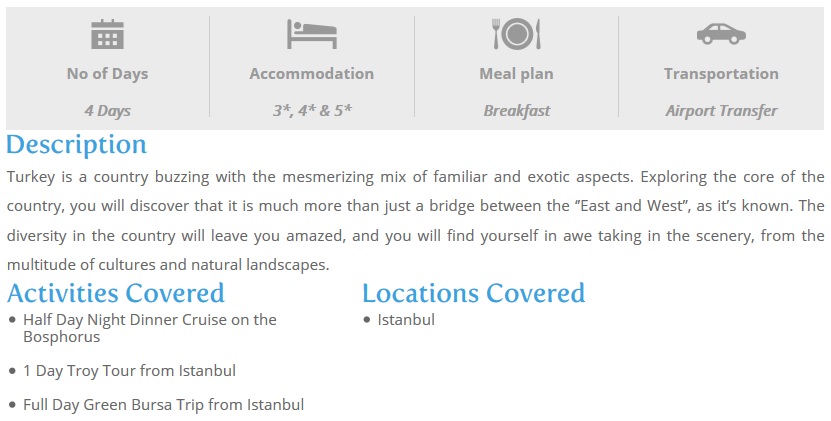 No of Days
Accommodation
Meal plan
Transportation
4 Days
3*, 4* & 5*
Breakfast
Airport Transfer
Description
Turkey is a country buzzing with the mesmerizing mix of familiar and exotic aspects. Exploring the core of the
country, you will discover that it is much more than just a bridge between the ‘’East and West’’, as it’s known. The
diversity in the country will leave you amazed, and you will find yourself in awe taking in the scenery, from the
multitude of cultures and natural landscapes.
Activities Covered
• Half Day Night Dinner Cruise on the
Bosphorus
• 1 Day Troy Tour from Istanbul
• Full Day Green Bursa Trip from Istanbul
Locations Covered
• Istanbul